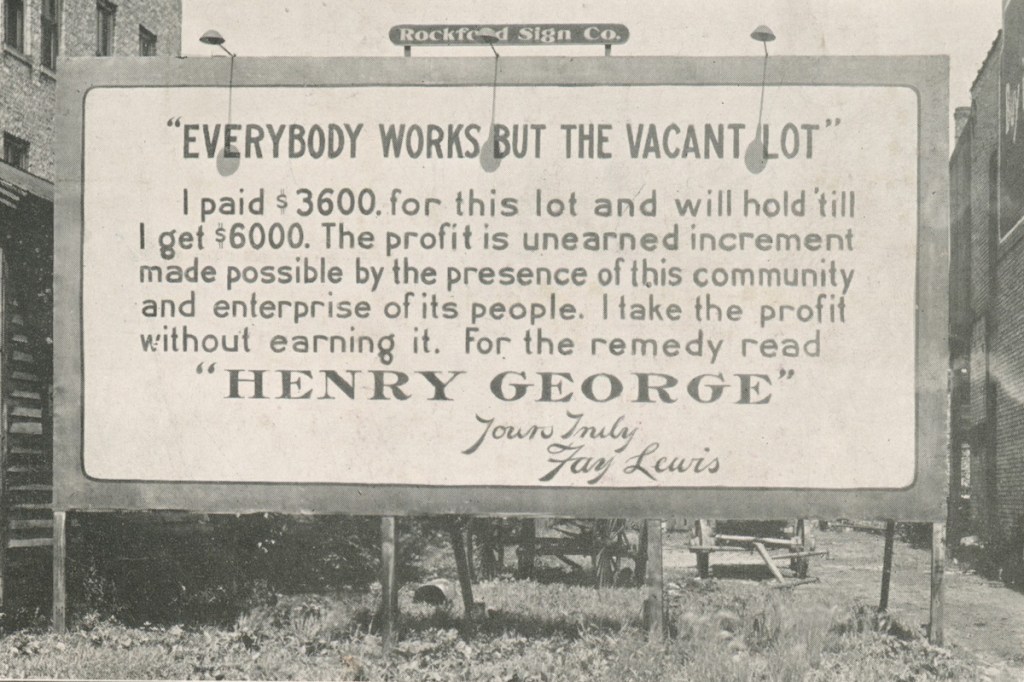 Rockford Sign Co.
"EVERYBODY WORKS BUT THE VACANT LOT"
I paid $3600. for this lot and will hold 'till
I get $6000. The profit is unearned increment
made possible by the presence of this community
and enterprise of its people. I take the profit
without earning it. For the remedy read
"HENRY GEORGE"
Yours Truly
Fay Lewis